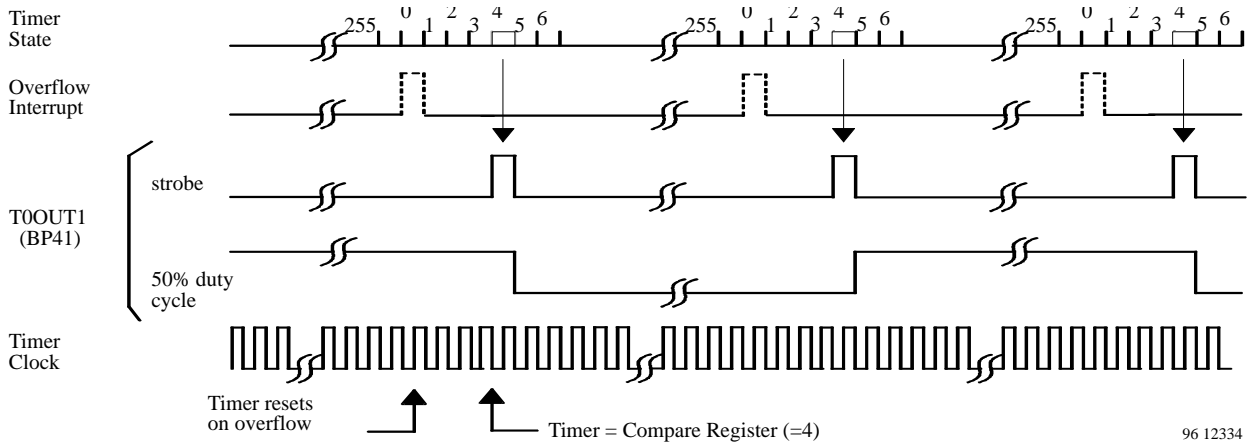 Timer
State
255 0 1 2 3 4 5 6
255 0 1 2 3 4 5 6
255 0 1 2 3 4 5 6
Overflow
Interrupt
strobe
T0OUT1
(BP41)
50% duty
cycle
Timer
Clock
Timer resets
on overflow
Timer = Compare Register (=4)
96 12334